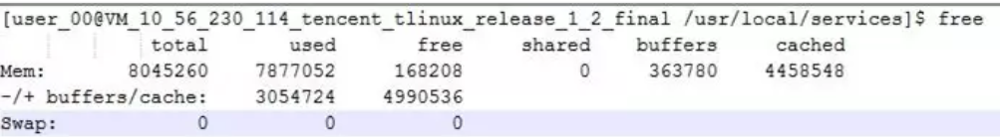 [user_00@VM_10_56_230_114_tencent_tlinux_release_1_2_final /usr/local/services]$ free
total used free shared buffers cached
Mem: 8045260 7877052 168208 0 363780 4458548
-/+ buffers/cache: 3054724 4990536
Swap: 0 0 0